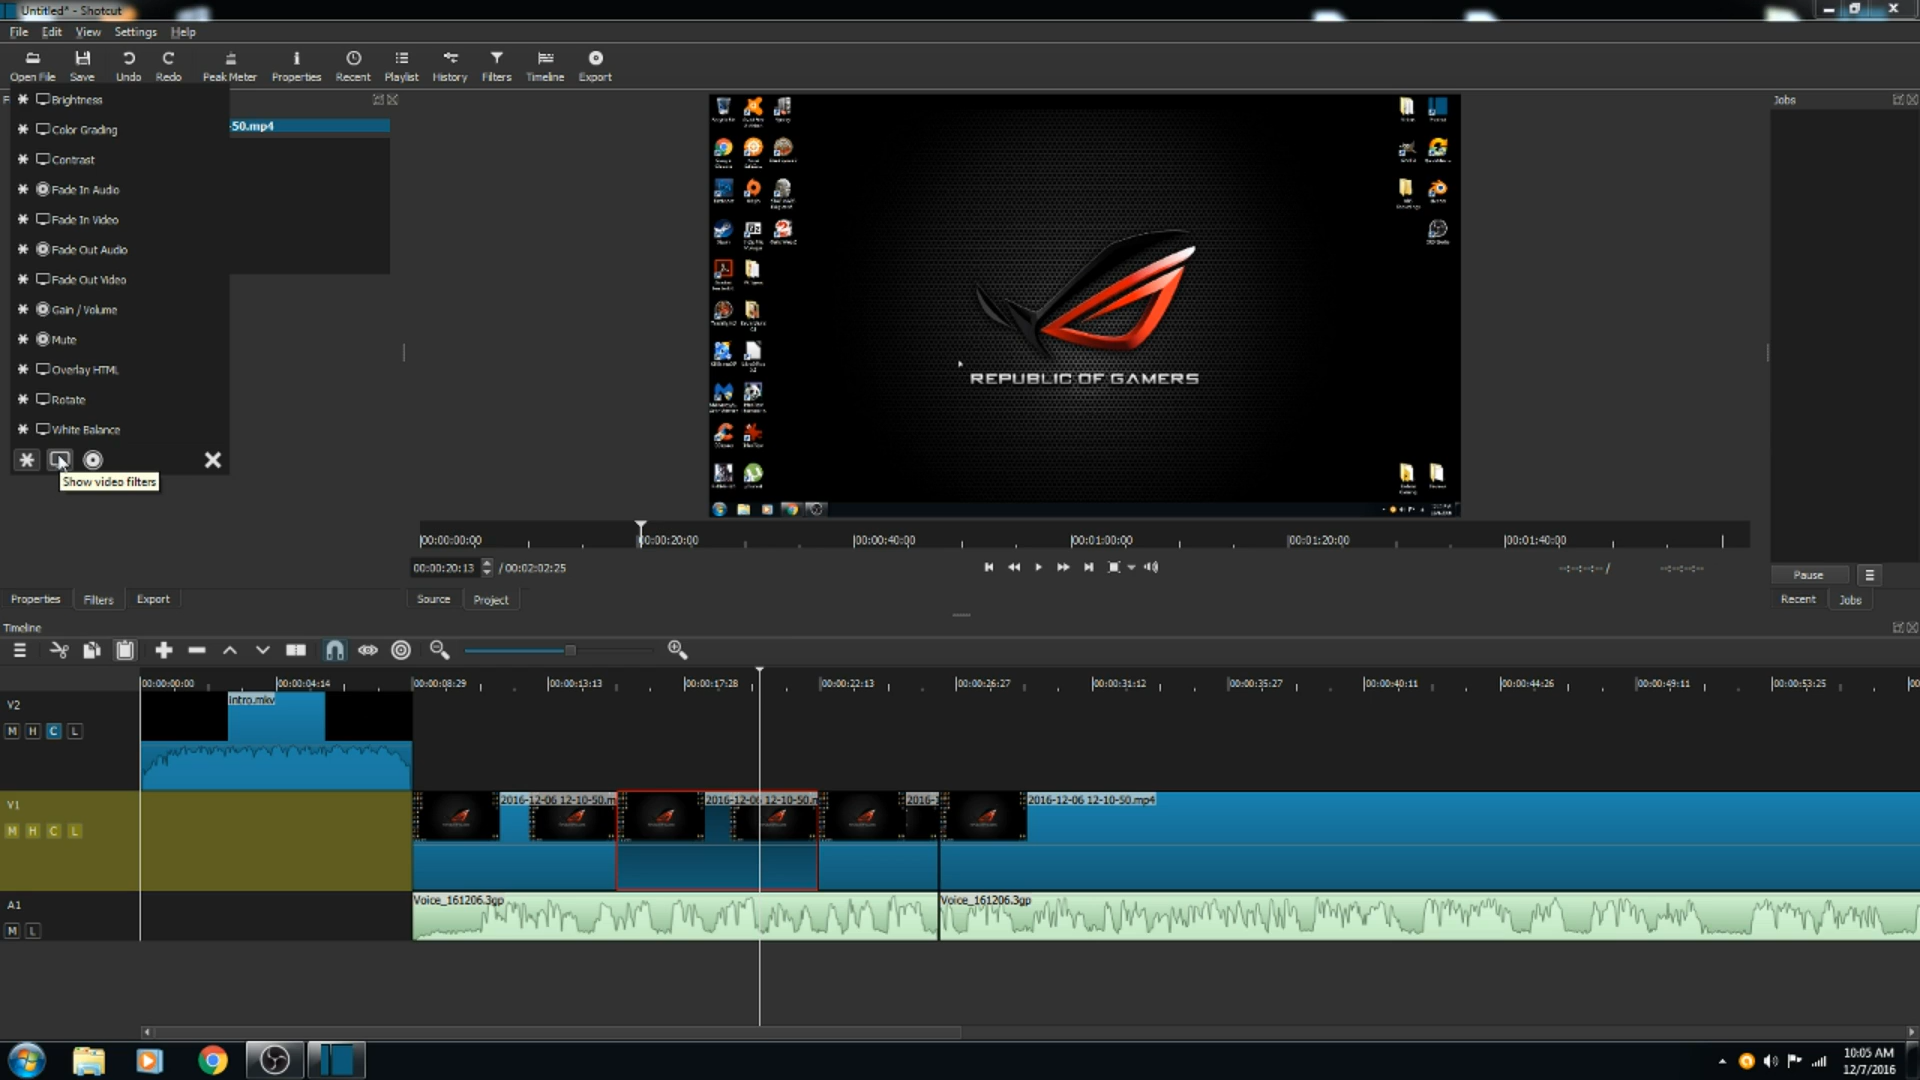 Untitled* - Shotcut
File Edit View Settings Help
Open File Save Undo Redo Peak Meter Properties Recent Playlist History Filters Timeline Export
Brightness
-50.mp4
Color Grading
Contrast
Fade In Audio
Fade In Video
Fade Out Audio
Fade Out Video
Gain / Volume
Mute
Overlay HTML
Rotate
White Balance
Show video filters
REPUBLIC OF GAMERS
Jobs
00:00:00:00 00:00:20:00 00:00:40:00 00:01:00:00 00:01:20:00 00:01:40:00
00:00:20:13 / 00:02:02:25 --:--:--:-- / --:--:--:--
Pause
Properties Filters Export Source Project Recent Jobs
Timeline
00:00:00:00 00:00:04:14 00:00:08:29 00:00:13:13 00:00:17:28 00:00:22:13 00:00:26:27 00:00:31:12 00:00:35:27 00:00:40:11 00:00:44:26 00:00:49:11 00:00:53:25 00
V2 Intro.mkv
M H C L
V1 2016-12-06 12-10-50.m 2016-12-06 12-10-50.m 2016-1 2016-12-06 12-10-50.mp4
M H C L
A1 Voice_161206.3gp Voice_161206.3gp
M L
10:05 AM
12/7/2016